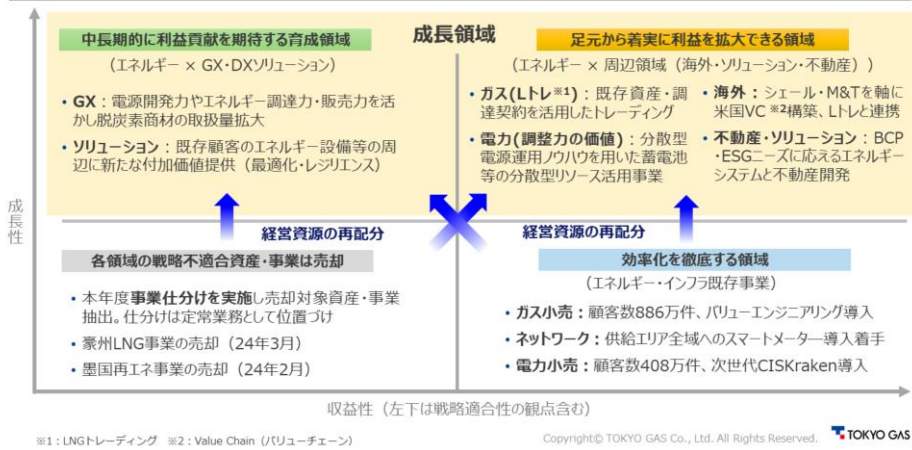 成長領域
中長期的に利益貢献を期待する育成領域
(エネルギー × GX・DXソリューション)
• GX:電源開発力やエネルギー調達力・販売力を活
かし脱炭素商材の取扱量拡大
• ソリューション:既存顧客のエネルギー設備等の周
辺に新たな付加価値提供(最適化・レジリエンス)
足元から着実に利益を拡大できる領域
(エネルギー × 周辺領域(海外・ソリューション・不動産))
• ガス(Lトレ※1):既存資産・調
達契約を活用したトレーディング
• 電力(調整力の価値):分散型
電源運用ノウハウを用いた蓄電池
等の分散型リソース活用事業
• 海外:シェール・M&Tを軸に
米国VC ※2構築、Lトレと連携
• 不動産・ソリューション:BCP
・ESGニーズに応えるエネルギー
システムと不動産開発
成長性
経営資源の再配分
経営資源の再配分
各領域の戦略不適合資産・事業は売却
• 本年度事業仕分けを実施し売却対象資産・事業
抽出。仕分けは定常業務として位置づけ
• 豪州LNG事業の売却(24年3月)
• 墨国再エネ事業の売却(24年2月)
効率化を徹底する領域
(エネルギー・インフラ既存事業)
• ガス小売:顧客数886万件、バリューエンジニアリング導入
• ネットワーク:供給エリア全域へのスマートメーター導入着手
• 電力小売:顧客数408万件、次世代CISKraken導入
収益性(左下は戦略適合性の観点含む)
※1:LNGトレーディング ※2:Value Chain(バリューチェーン)
Copyright© TOKYO GAS Co., Ltd. All Rights Reserved.
TOKYO GAS